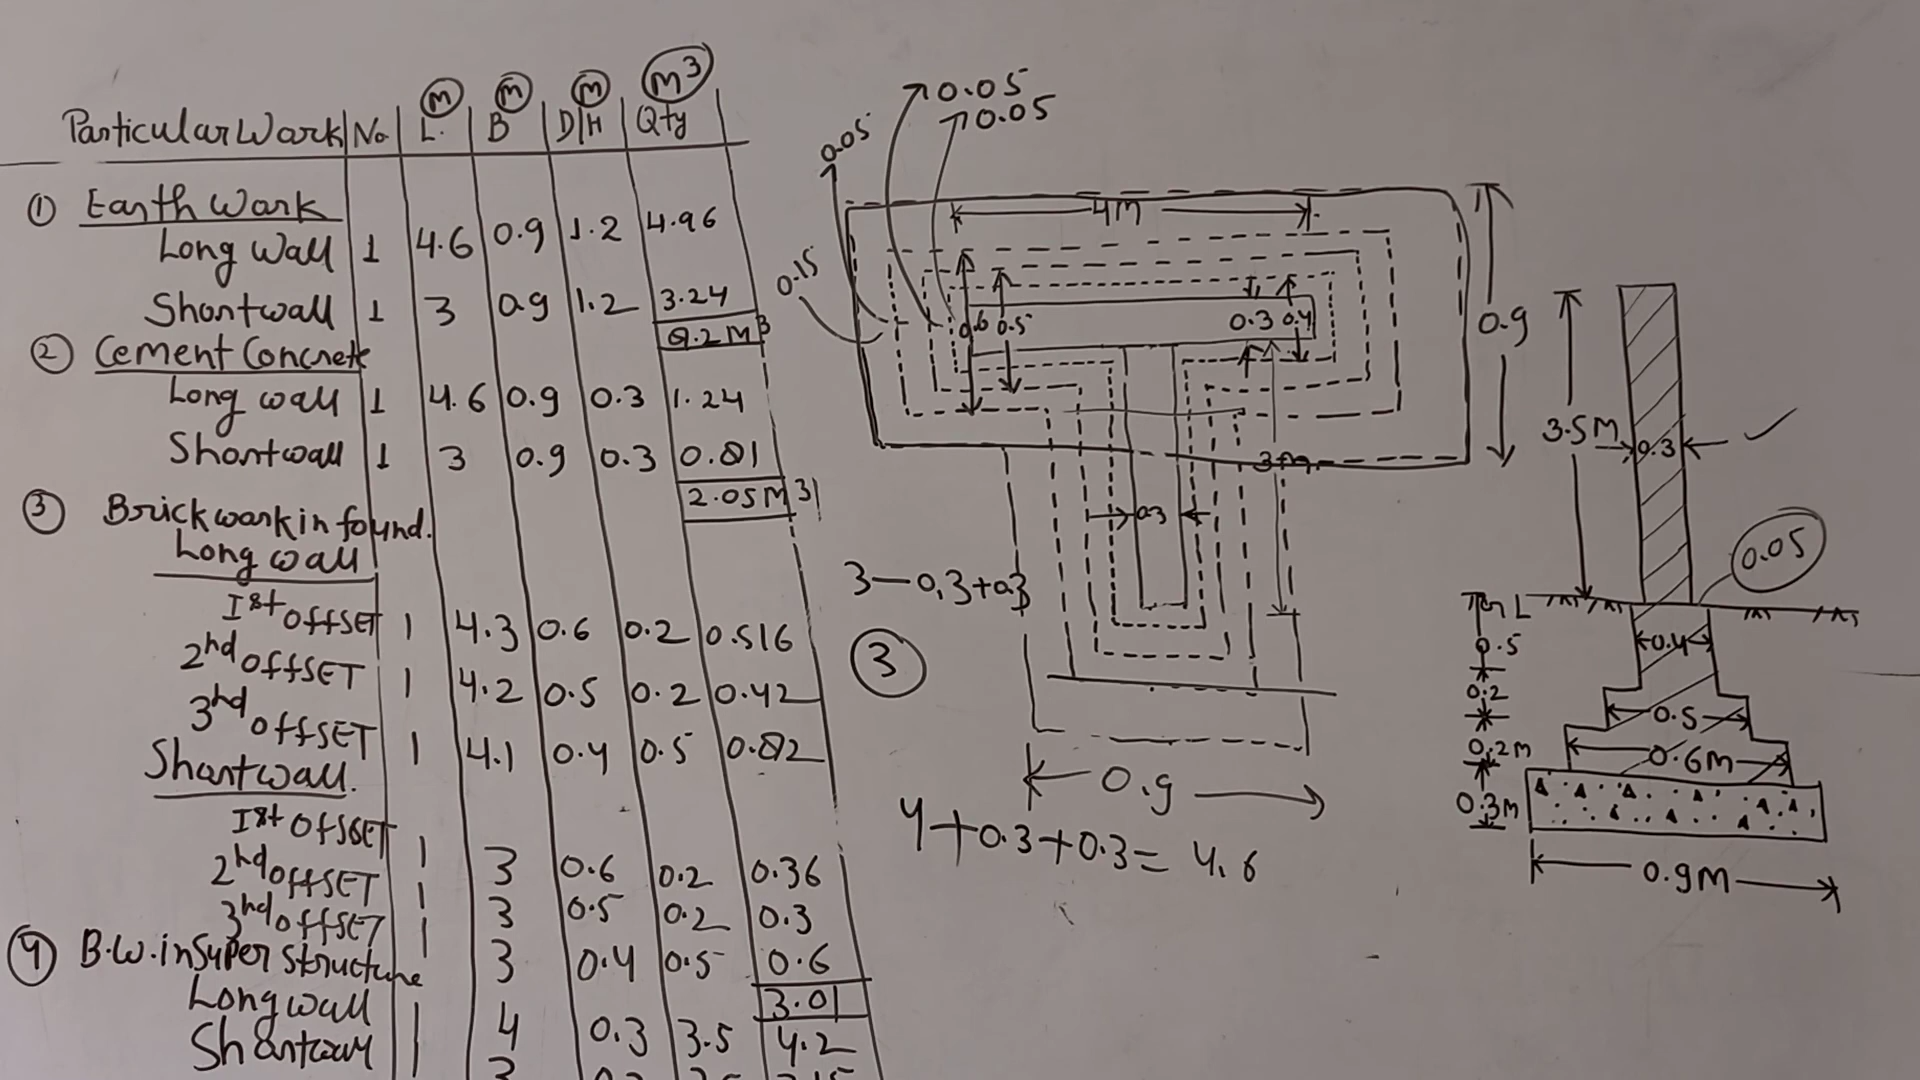 Particular Work No L. B D|H Qty
M M M M³
① Earth Work
Long Wall 1 4.6 0.9 1.2 4.96
Short wall 1 3 0.9 1.2 3.24
8.2 M³
② Cement Concrete
Long wall 1 4.6 0.9 0.3 1.24
Short wall 1 3 0.9 0.3 0.81
2.05 M³
③ Brick work in found.
Long wall
Ist offSET 1 4.3 0.6 0.2 0.516
2nd offSET 1 4.2 0.5 0.2 0.42
3nd offSET 1 4.1 0.4 0.5 0.82
Short wall.
Ist OffSET 1 3 0.6 0.2 0.36
2nd offSET 1 3 0.5 0.2 0.3
3nd offSET 1 3 0.4 0.5 0.6
3.01
④ B.W. in Super Structure
Long wall 1 4 0.3 3.5 4.2
Short wall 1 3
0.05
0.05
0.05
0.15
4M
0.6 0.5 0.3 0.4
0.9
3M
0.3
3-0.3+0.3
③
0.9
4+0.3+0.3= 4.6
3.5M
0.3
0.05
0.5
0.4
0.2
0.5
0.2M
0.6M
0.3M
0.9M